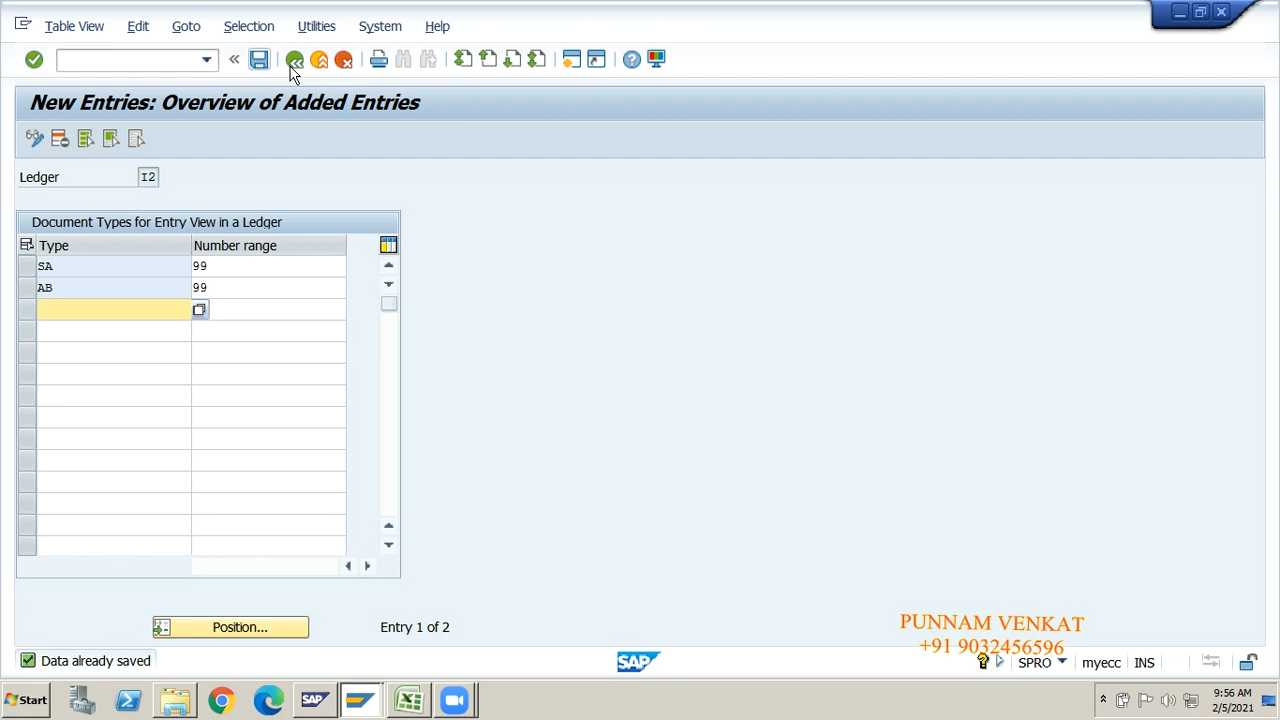 Table View Edit Goto Selection Utilities System Help
New Entries: Overview of Added Entries
Ledger I2
Document Types for Entry View in a Ledger
Type Number range
SA 99
AB 99
Position... Entry 1 of 2
PUNNAM VENKAT
+91 9032456596
Data already saved SAP SPRO myecc INS
Start SAP 9:56 AM
2/5/2021